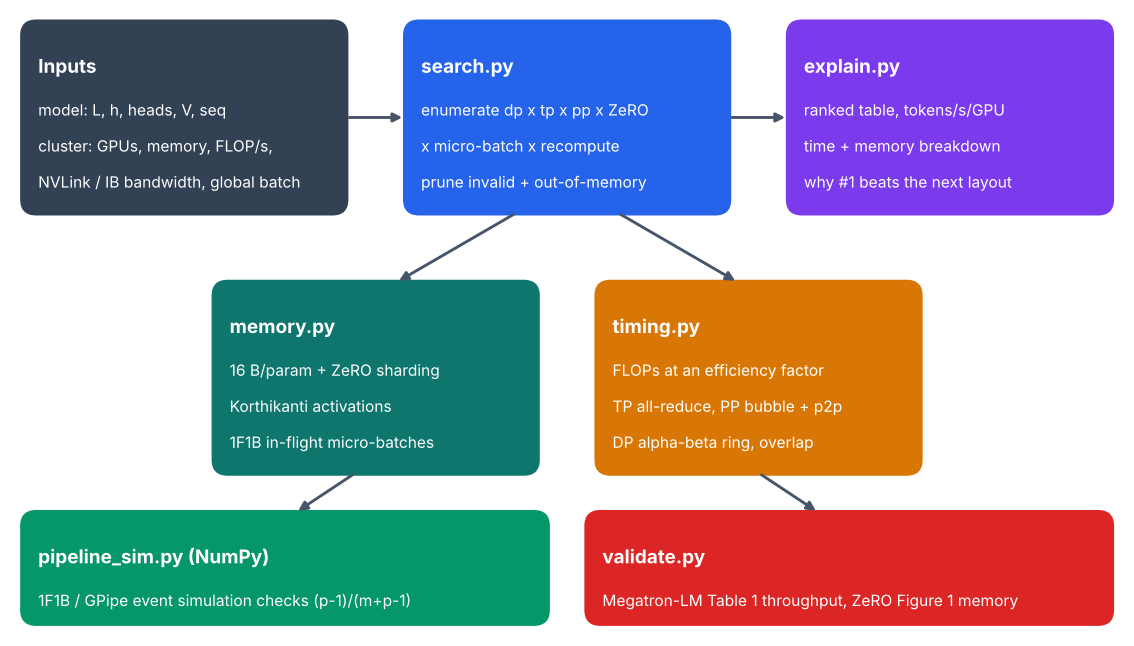 Inputs
model: L, h, heads, V, seq
cluster: GPUs, memory, FLOP/s,
NVLink / IB bandwidth, global batch
search.py
enumerate dp x tp x pp x ZeRO
x micro-batch x recompute
prune invalid + out-of-memory
explain.py
ranked table, tokens/s/GPU
time + memory breakdown
why #1 beats the next layout
memory.py
16 B/param + ZeRO sharding
Korthikanti activations
1F1B in-flight micro-batches
timing.py
FLOPs at an efficiency factor
TP all-reduce, PP bubble + p2p
DP alpha-beta ring, overlap
pipeline_sim.py (NumPy)
1F1B / GPipe event simulation checks (p-1)/(m+p-1)
validate.py
Megatron-LM Table 1 throughput, ZeRO Figure 1 memory